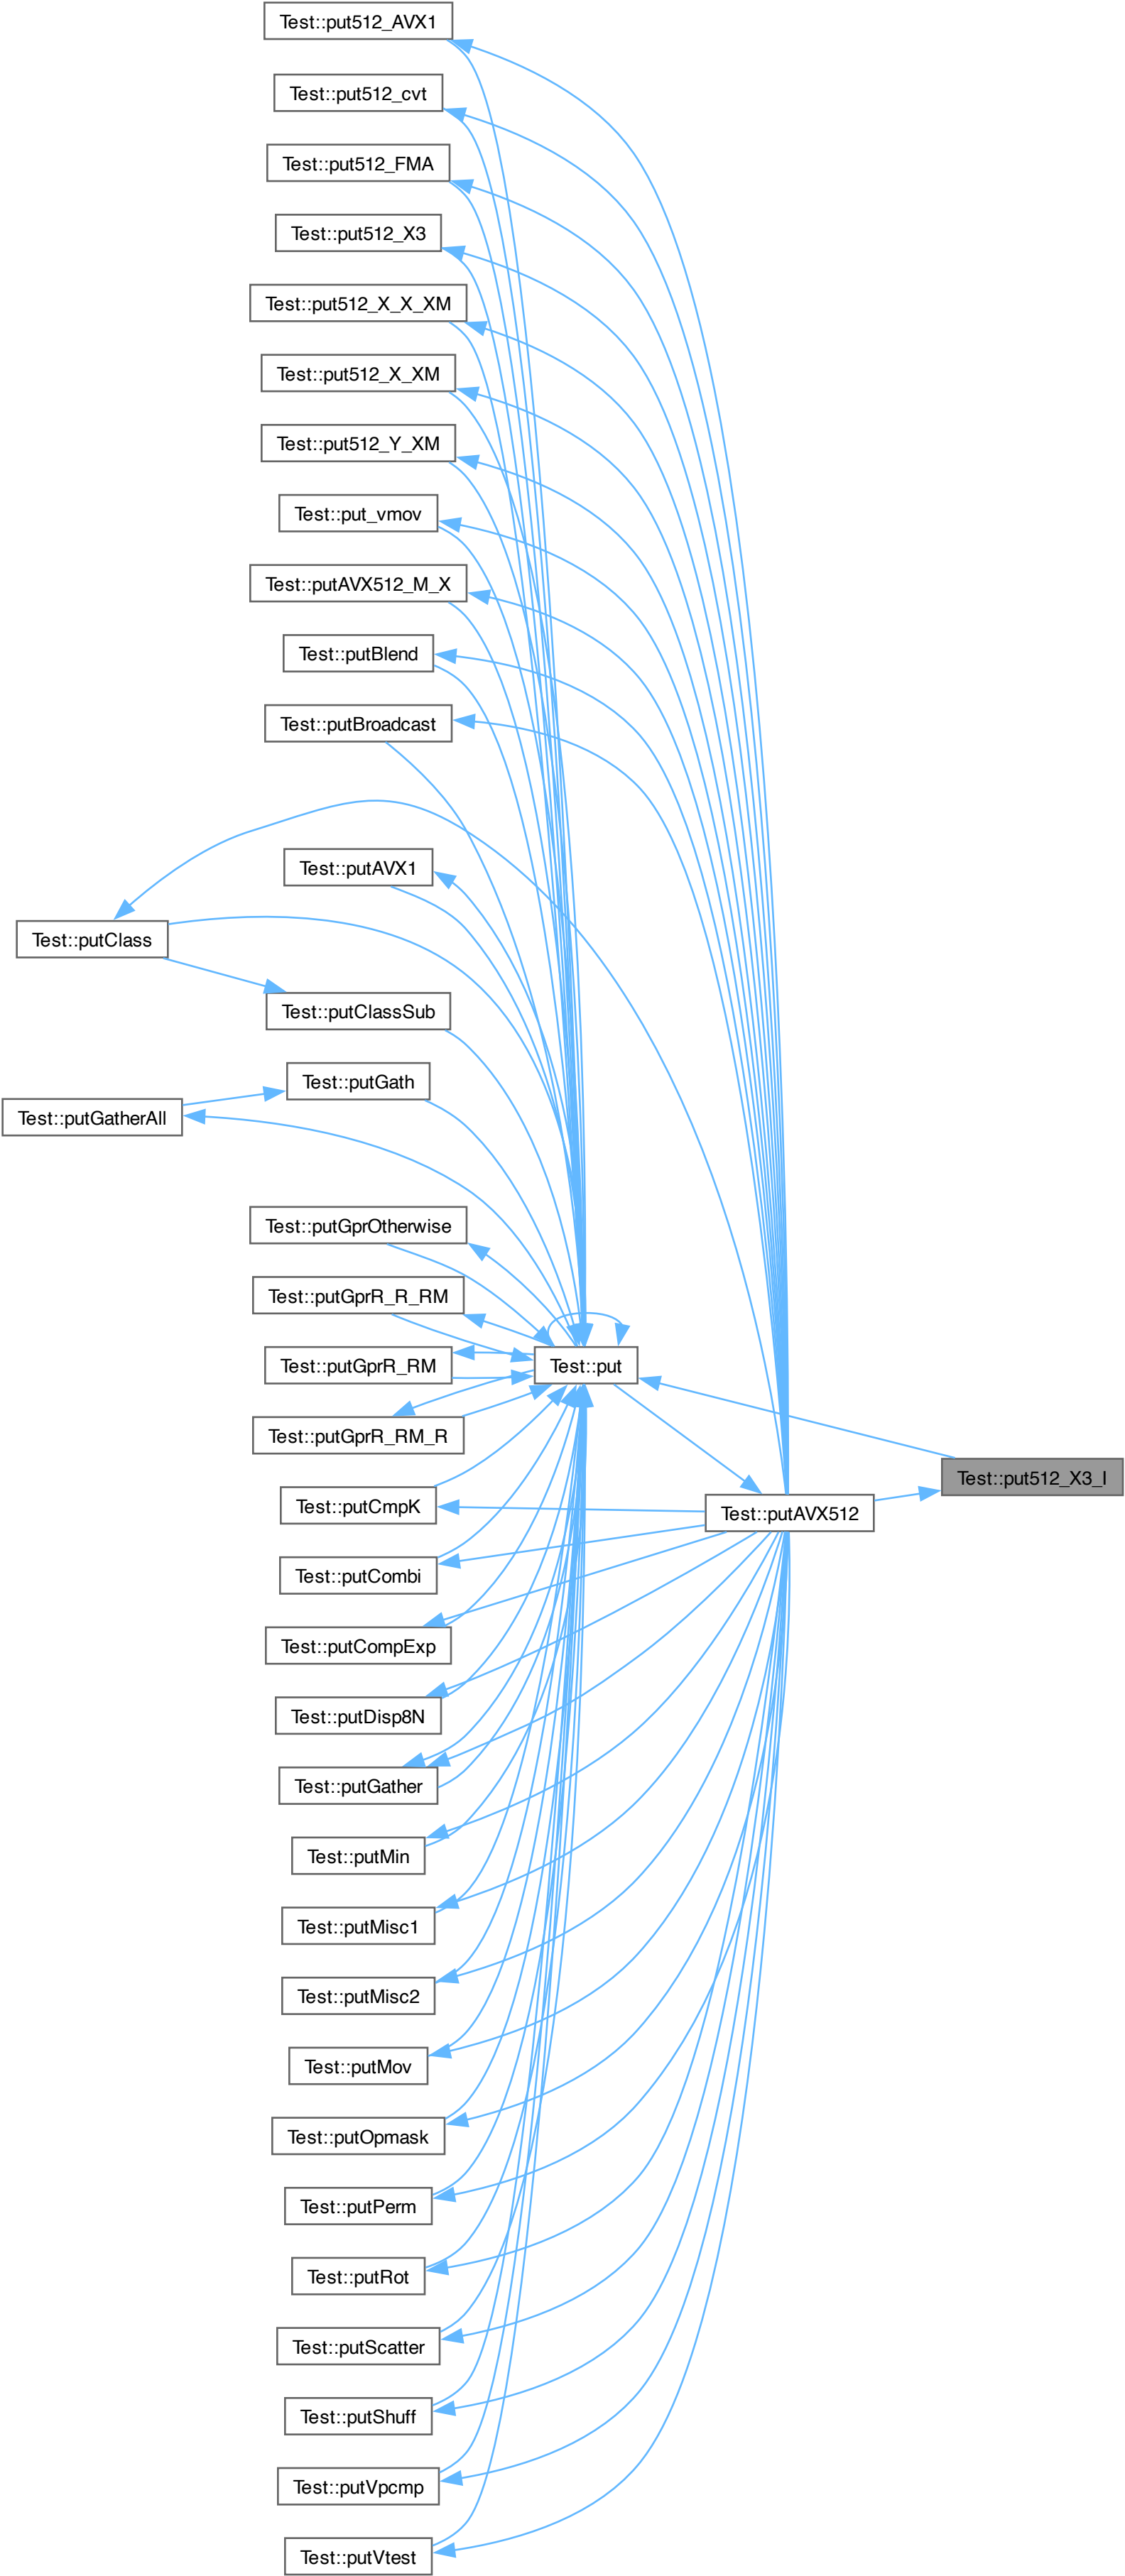 Test::put512_AVX1
Test::put512_cvt
Test::put512_FMA
Test::put512_X3
Test::put512_X_X_XM
Test::put512_X_XM
Test::put512_Y_XM
Test::put_vmov
Test::putAVX512_M_X
Test::putBlend
Test::putBroadcast
Test::putAVX1
Test::putClass
Test::putClassSub
Test::putGath
Test::putGatherAll
Test::putGprOtherwise
Test::putGprR_R_RM
Test::putGprR_RM
Test::put
Test::putGprR_RM_R
Test::put512_X3_I
Test::putCmpK
Test::putAVX512
Test::putCombi
Test::putCompExp
Test::putDisp8N
Test::putGather
Test::putMin
Test::putMisc1
Test::putMisc2
Test::putMov
Test::putOpmask
Test::putPerm
Test::putRot
Test::putScatter
Test::putShuff
Test::putVpcmp
Test::putVtest